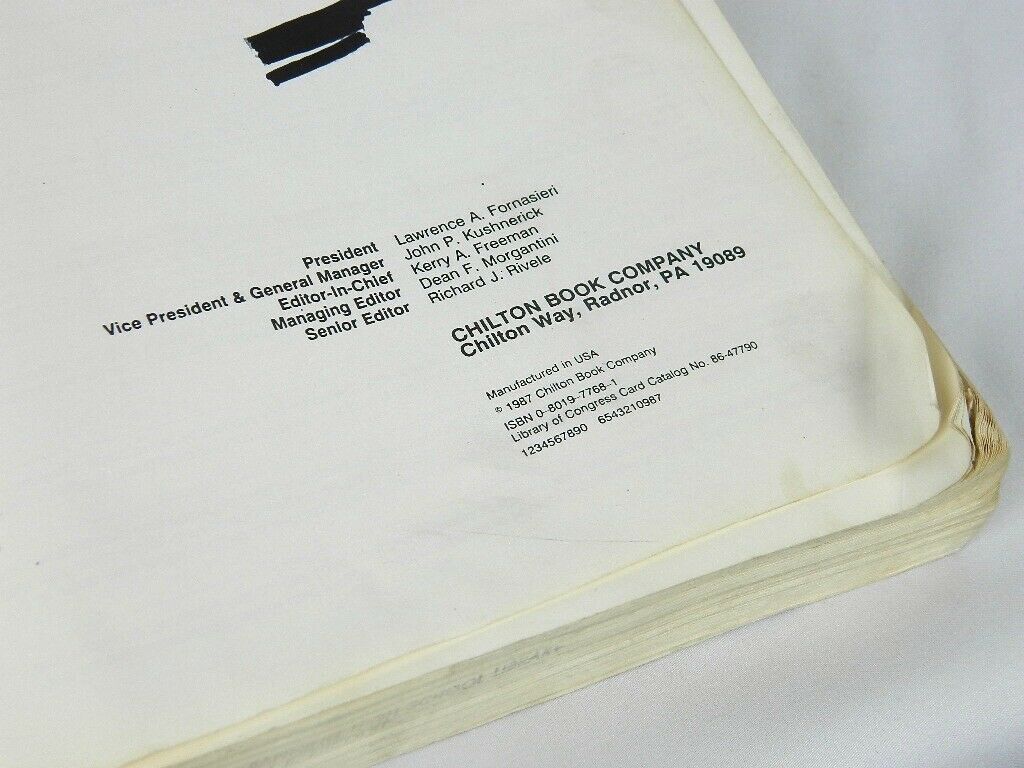 President Lawrence A. Fornasieri
Vice President & General Manager John P. Kushnerick
Editor-In-Chief Kerry A. Freeman
Managing Editor Dean F. Morgantini
Senior Editor Richard J. Rivele
CHILTON BOOK COMPANY
Chilton Way, Radnor, PA 19089
Manufactured in USA
© 1987 Chilton Book Company
ISBN 0-8019-7768-1
Library of Congress Card Catalog No. 86-47790
1234567890 6543210987